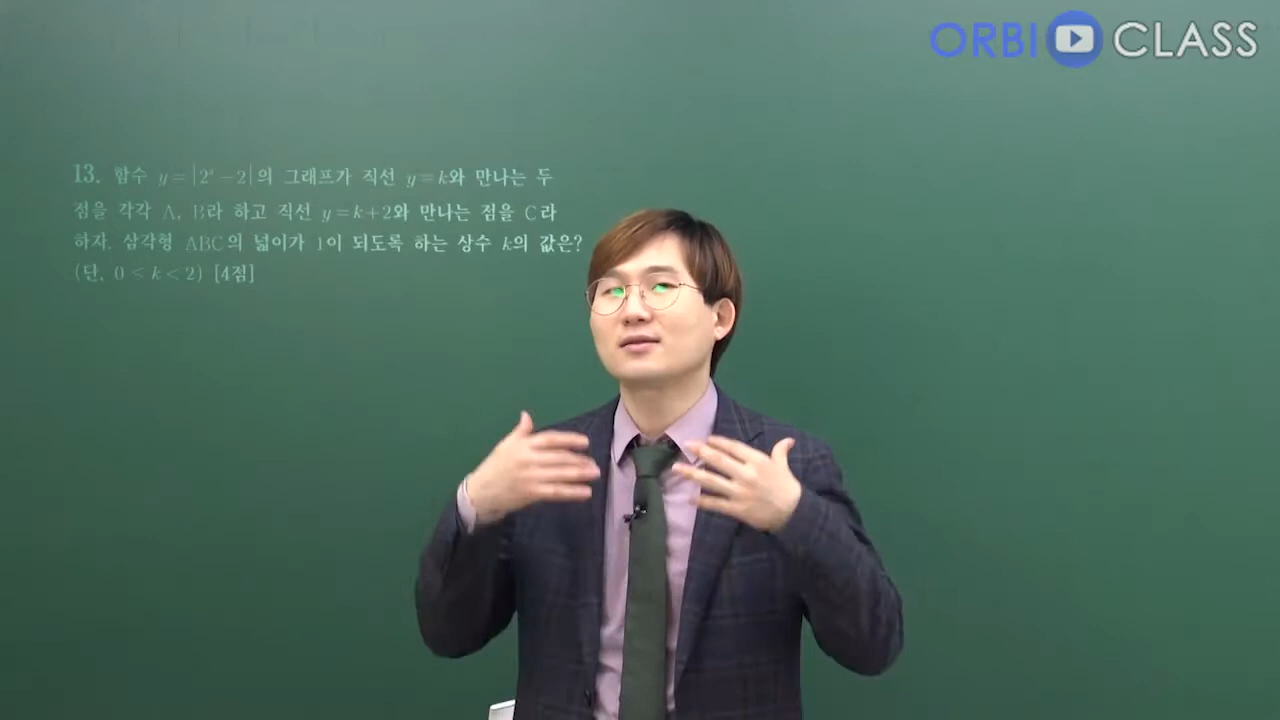 ORBI CLASS
13. 함수 y=|2ˣ-2|의 그래프가 직선 y=k와 만나는 두
점을 각각 A, B라 하고 직선 y=k+2와 만나는 점을 C라
하자. 삼각형 ABC의 넓이가 1이 되도록 하는 상수 k의 값은?
(단, 0<k<2) [4점]